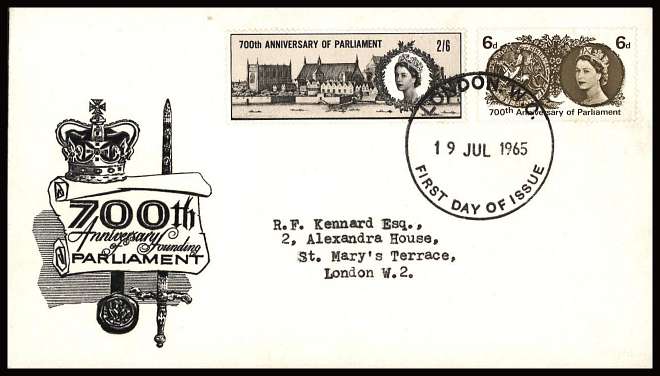 700th ANNIVERSARY OF PARLIAMENT 2/6
6d 6d
700th Anniversary of Parliament
LONDON W.C.
19 JUL 1965
FIRST DAY OF ISSUE
700th
Anniversary
of Founding
PARLIAMENT
R.F. Kennard Esq.,
2, Alexandra House,
St. Mary's Terrace,
London W.2.